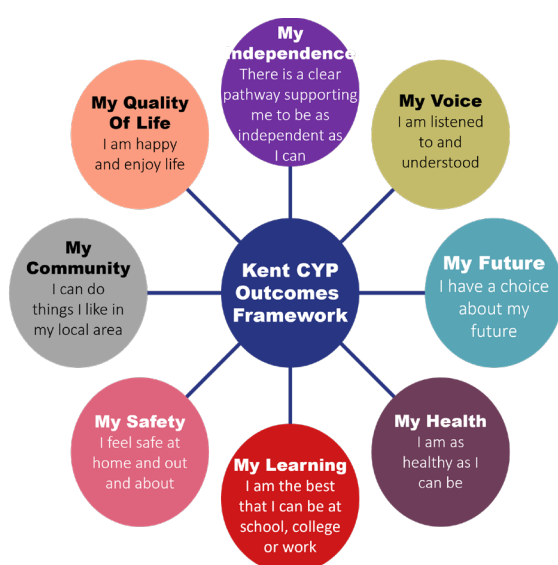 My
Independence
There is a clear
pathway supporting
me to be as
independent as
I can
My Voice
I am listened
to and
understood
My Future
I have a choice
about my
future
My Health
I am as
healthy as I
can be
My Learning
I am the best
that I can be at
school, college
or work
My Safety
I feel safe at
home and out
and about
My
Community
I can do
things I like in
my local area
My Quality
Of Life
I am happy
and enjoy life
Kent CYP
Outcomes
Framework